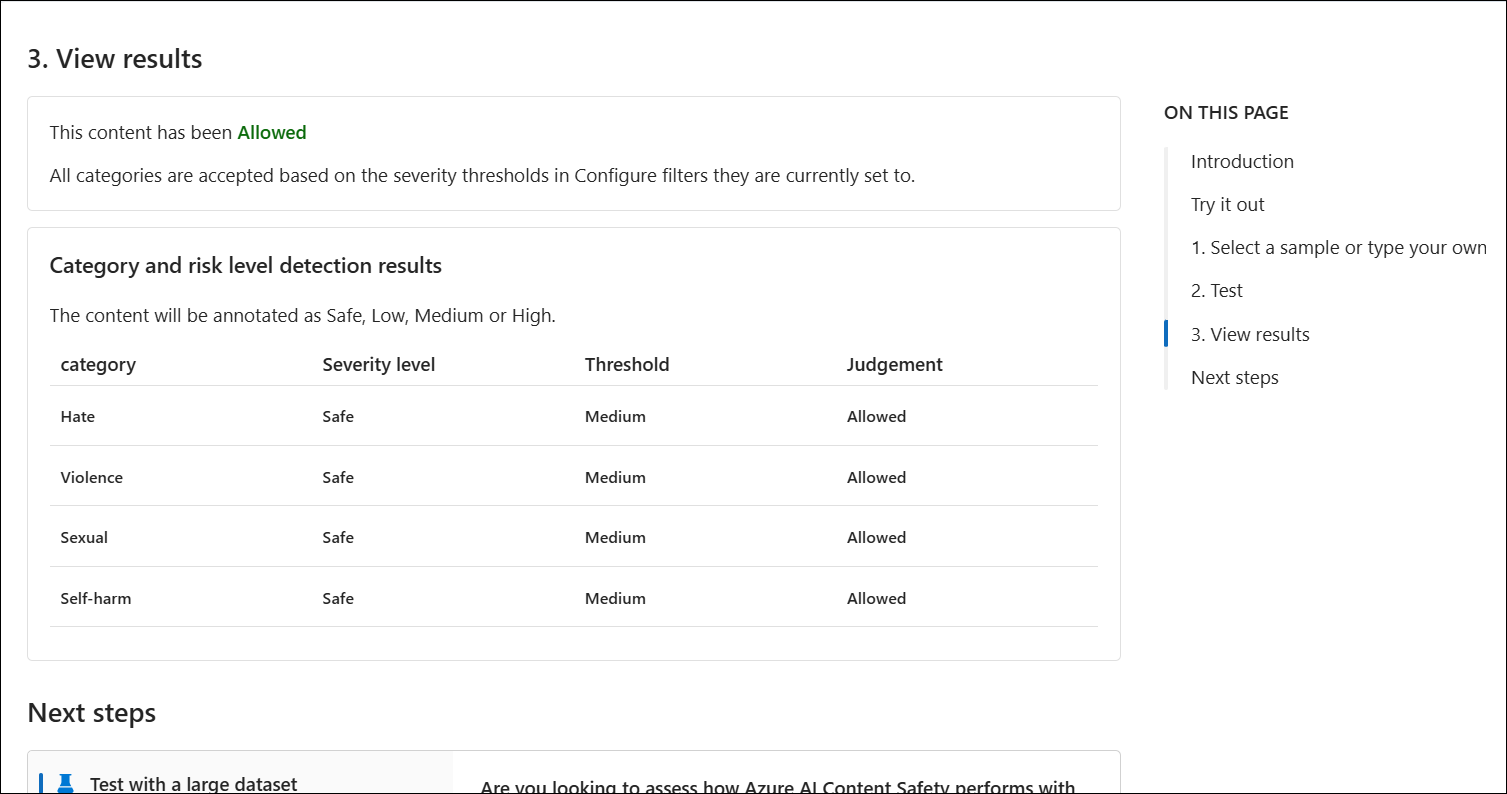 3. View results
This content has been Allowed
All categories are accepted based on the severity thresholds in Configure filters they are currently set to.
Category and risk level detection results
The content will be annotated as Safe, Low, Medium or High.
category Severity level Threshold Judgement
Hate Safe Medium Allowed
Violence Safe Medium Allowed
Sexual Safe Medium Allowed
Self-harm Safe Medium Allowed
Next steps
Test with a large dataset
Are you looking to assess how Azure AI Content Safety performs with
ON THIS PAGE
Introduction
Try it out
1. Select a sample or type your own
2. Test
3. View results
Next steps